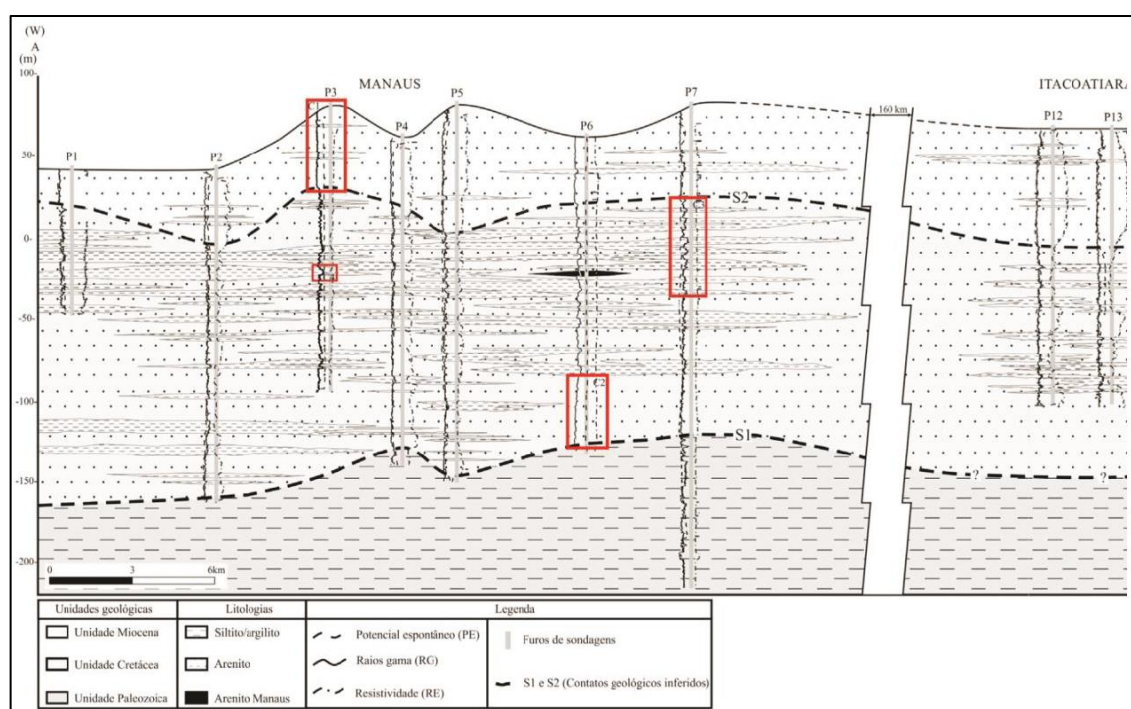 (W)
A
(m)
100
50
0
-50
-100
-150
-200
MANAUS
ITACOATIARA
P1
P2
P3
P4
P5
P6
P7
P12
P13
160 km
S2
C2
S1
?
?
0 3 6km
Unidades geológicas
Unidade Miocena
Unidade Cretácea
Unidade Paleozoica
Litologias
Siltito/argilito
Arenito
Arenito Manaus
Legenda
Potencial espontâneo (PE)
Raios gama (RG)
Resistividade (RE)
Furos de sondagens
S1 e S2 (Contatos geológicos inferidos)